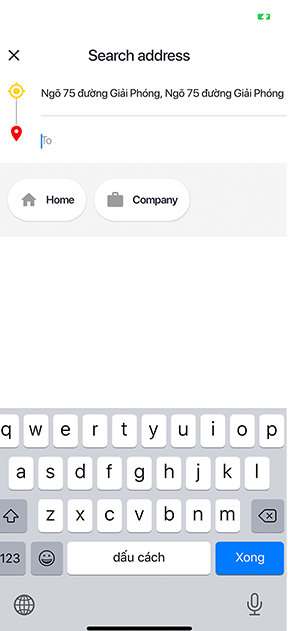 Search address
Ngõ 75 đường Giải Phóng, Ngõ 75 đường Giải Phóng
To
Home Company
q w e r t y u i o p
a s d f g h j k l
z x c v b n m
123 dấu cách Xong